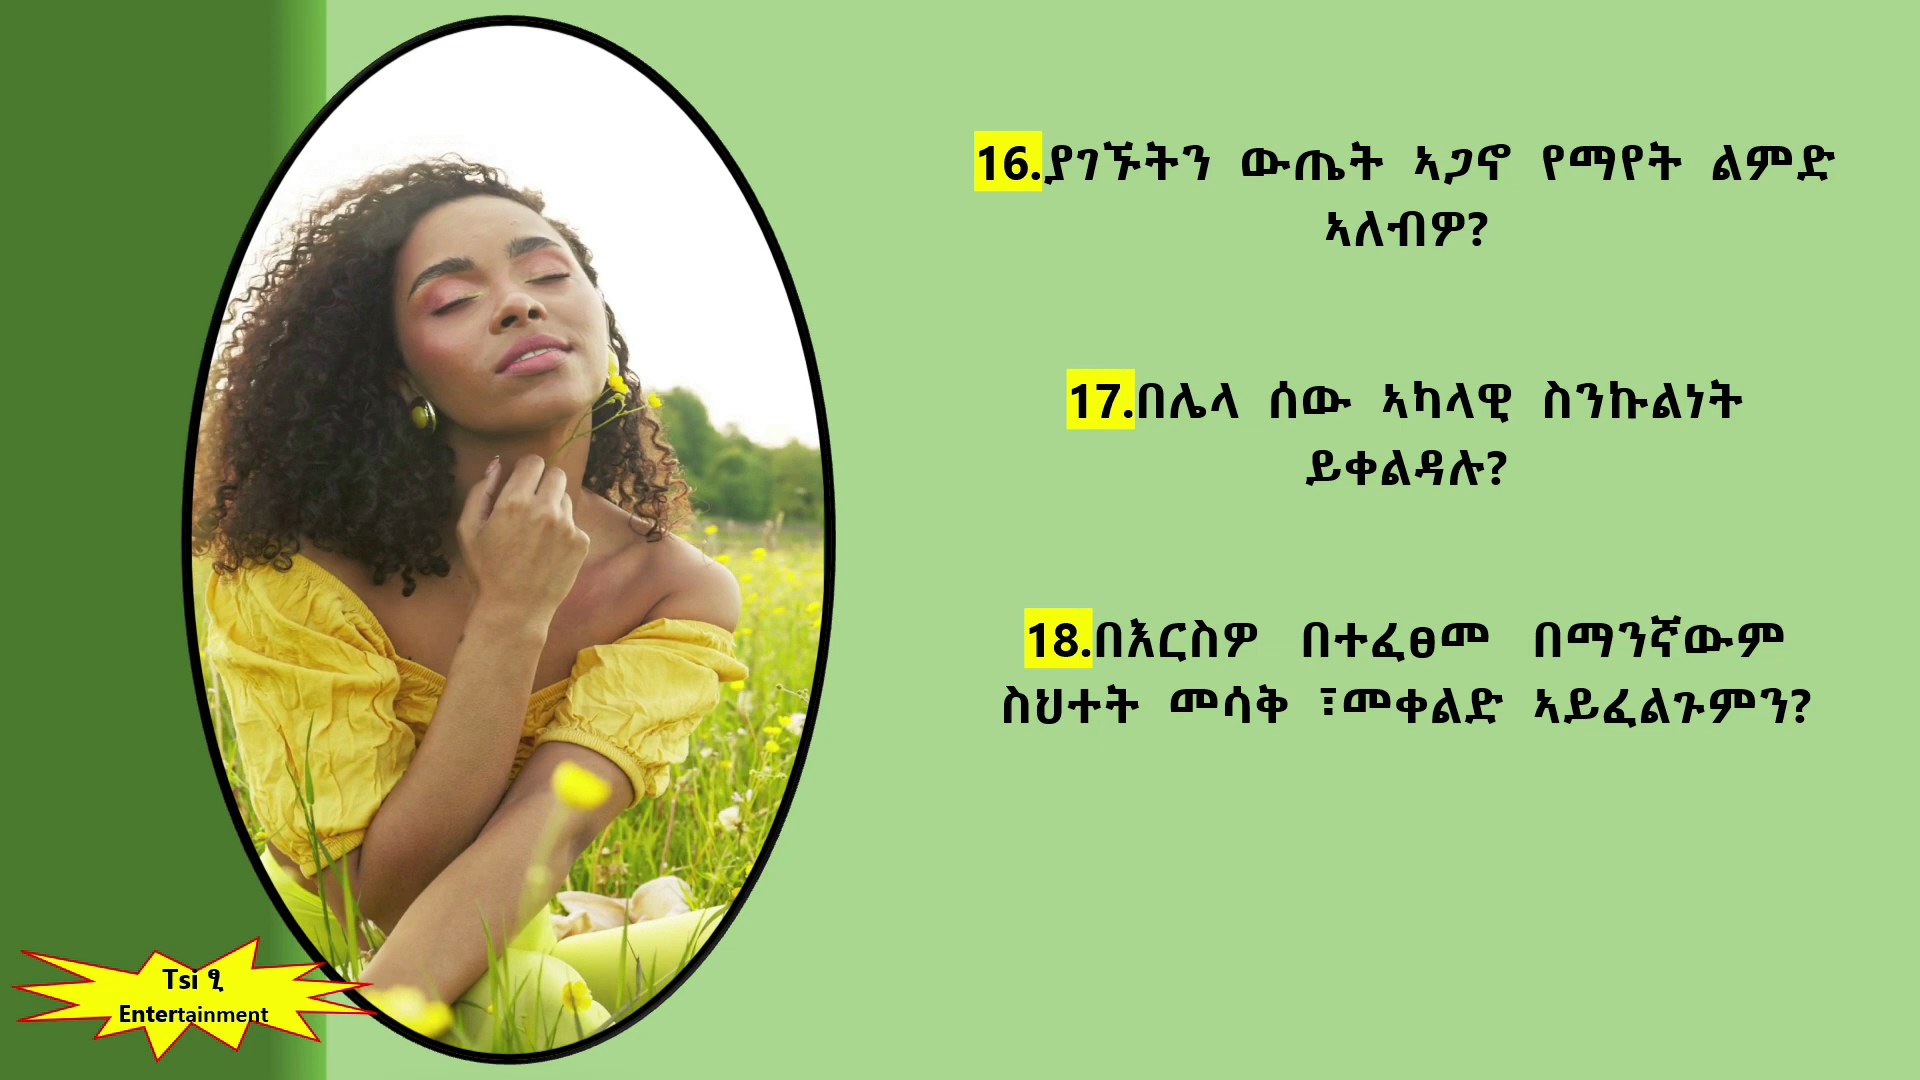 16.ያገኙትን ውጤት ኣጋኖ የማየት ልምድ
ኣለብዎ?
17.በሌላ ሰው ኣካላዊ ስንኩልነት
ይቀልዳሉ?
18.በእርስዎ በተፈፀመ በማንኛውም
ስህተት መሳቅ ፣መቀልድ ኣይፈልጉምን?
Tsi ፂ
Entertainment